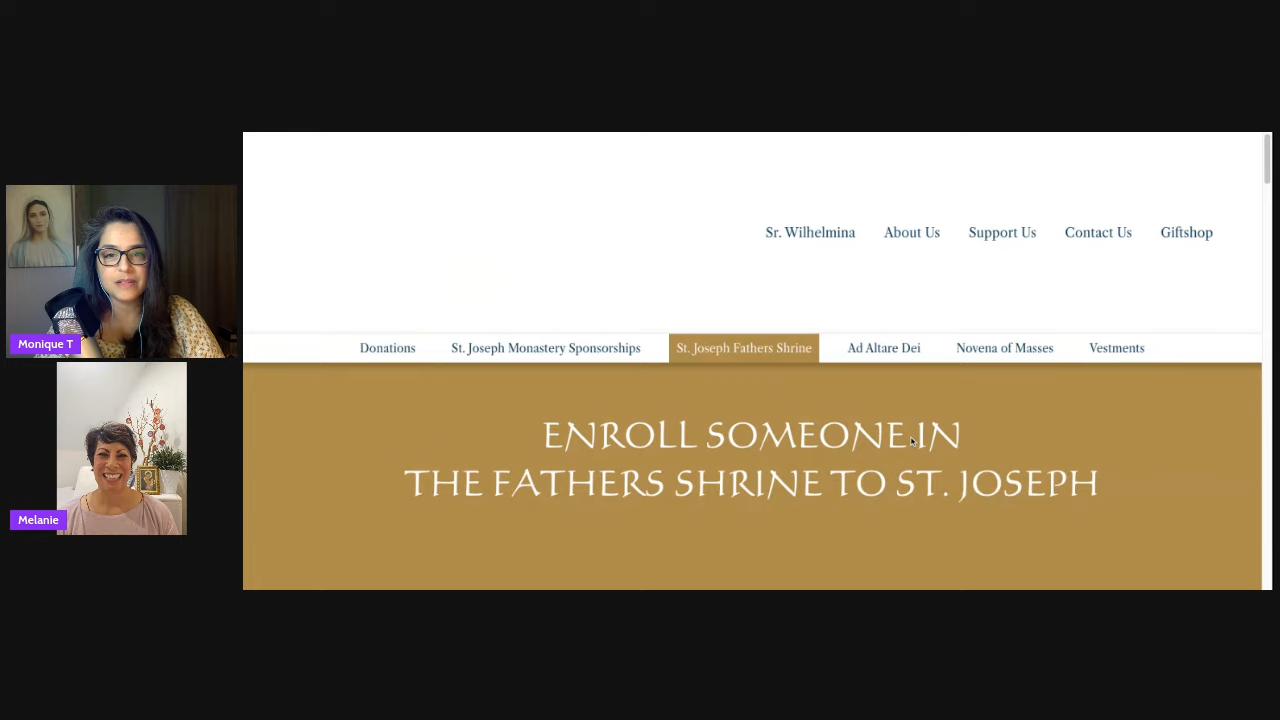 Monique T
Melanie
Sr. Wilhelmina About Us Support Us Contact Us Giftshop
Donations St. Joseph Monastery Sponsorships St. Joseph Fathers Shrine Ad Altare Dei Novena of Masses Vestments
ENROLL SOMEONE IN
THE FATHERS SHRINE TO ST. JOSEPH